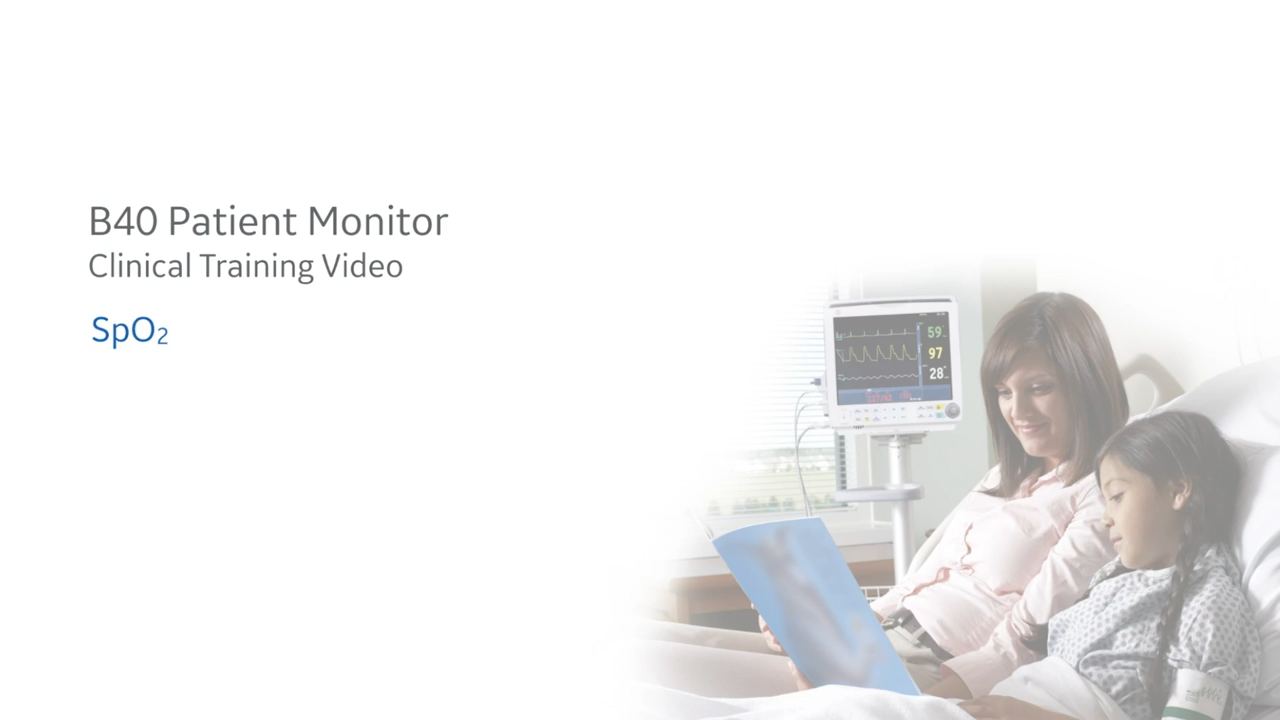 B40 Patient Monitor
Clinical Training Video
SpO₂
59
97
28